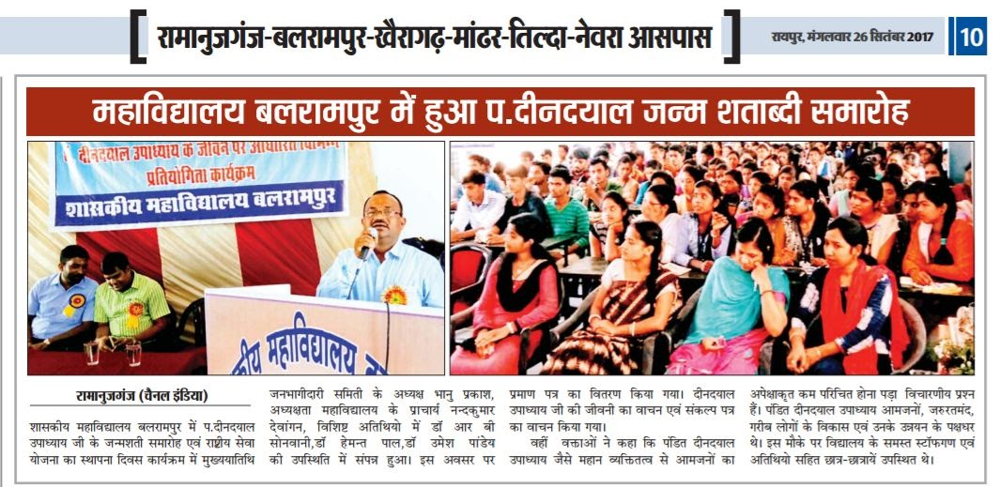 रामानुजगंज-बलरामपुर-खैरागढ़-मांढर-तिल्दा-नेवरा आसपास
रायपुर, मंगलवार 26 सितंबर 2017
10
महाविद्यालय बलरामपुर में हुआ प.दीनदयाल जन्म शताब्दी समारोह
दीनदयाल उपाध्याय के जीवन पर आधारित
प्रतियोगिता कार्यक्रम
शासकीय महाविद्यालय बलरामपुर
महाविद्यालय
रामानुजगंज (चैनल इंडिया)
शासकीय महाविद्यालय बलरामपुर में प.दीनदयाल
उपाध्याय जी के जन्मशती समारोह एवं राष्ट्रीय सेवा
योजना का स्थापना दिवस कार्यक्रम में मुख्ययातिथि
जनभागीदारी समिति के अध्यक्ष भानु प्रकाश,
अध्यक्षता महाविद्यालय के प्राचार्य नन्दकुमार
देवांगन, विशिष्ट अतिथियो में डॉ आर बी
सोनवानी,डॉ हेमन्त पाल,डॉ उमेश पांडेय
की उपस्थिति में संपन्न हुआ। इस अवसर पर
प्रमाण पत्र का वितरण किया गया। दीनदयाल
उपाध्याय जी की जीवनी का वाचन एवं संकल्प पत्र
का वाचन किया गया।
वहीं वक्ताओं ने कहा कि पंडित दीनदयाल
उपाध्याय जैसे महान व्यक्तित्तव से आमजनों का
अपेक्षाकृत कम परिचित होना पड़ा विचारणीय प्रश्न
हैं। पंडित दीनदयाल उपाध्याय आमजनों, जरुरतमंद,
गरीब लोगों के विकास एवं उनके उन्नयन के पक्षधर
थे। इस मौके पर विद्यालय के समस्त स्टॉफगण एवं
अतिथियो सहित छात्र-छात्रायें उपस्थित थे।